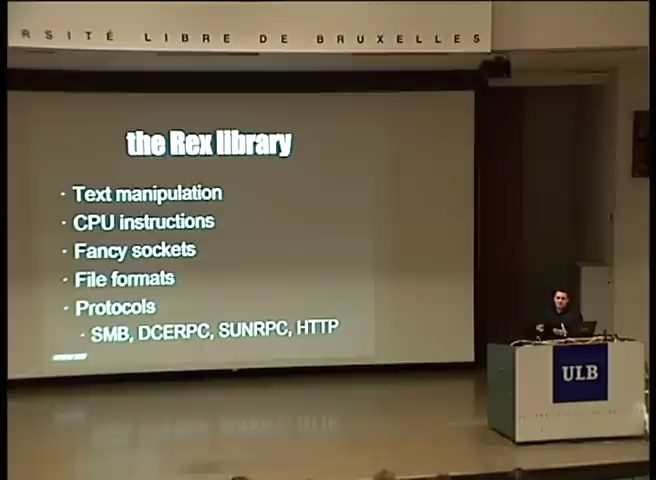 RSITÉ LIBRE DE BRUXELLES
the Rex library
· Text manipulation
· CPU instructions
· Fancy sockets
· File formats
· Protocols
· SMB, DCERPC, SUNRPC, HTTP
ULB